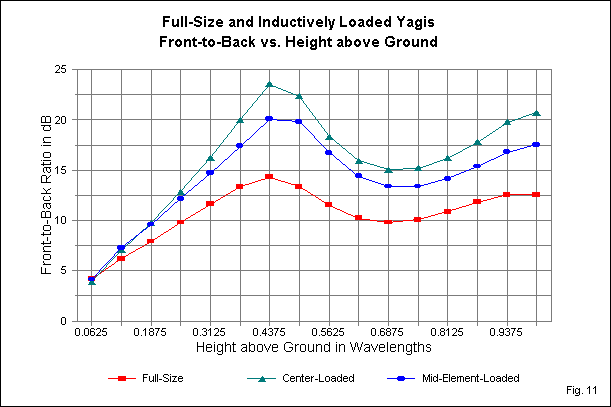 Full-Size and Inductively Loaded Yagis
Front-to-Back vs. Height above Ground
Front-to-Back Ratio in dB
25
20
15
10
5
0
0.0625 0.1875 0.3125 0.4375 0.5625 0.6875 0.8125 0.9375
Height above Ground in Wavelengths
Full-Size Center-Loaded Mid-Element-Loaded
Fig. 11